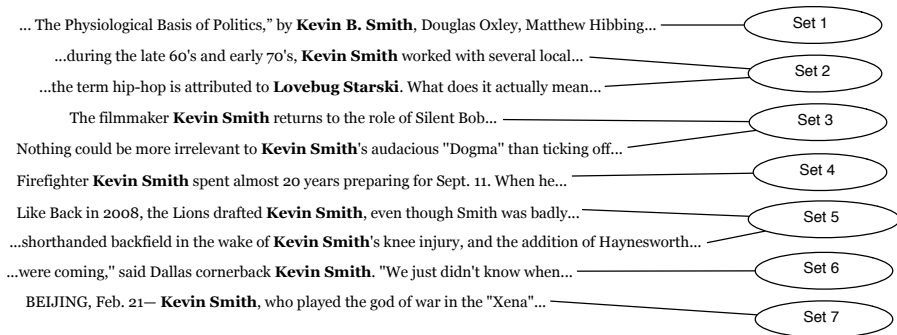 ... The Physiological Basis of Politics,” by Kevin B. Smith, Douglas Oxley, Matthew Hibbing...
Set 1
...during the late 60's and early 70's, Kevin Smith worked with several local...
Set 2
...the term hip-hop is attributed to Lovebug Starski. What does it actually mean...
The filmmaker Kevin Smith returns to the role of Silent Bob...
Set 3
Nothing could be more irrelevant to Kevin Smith's audacious "Dogma" than ticking off...
Firefighter Kevin Smith spent almost 20 years preparing for Sept. 11. When he...
Set 4
Like Back in 2008, the Lions drafted Kevin Smith, even though Smith was badly...
Set 5
...shorthanded backfield in the wake of Kevin Smith's knee injury, and the addition of Haynesworth...
...were coming," said Dallas cornerback Kevin Smith. "We just didn't know when...
Set 6
BEIJING, Feb. 21— Kevin Smith, who played the god of war in the "Xena"...
Set 7